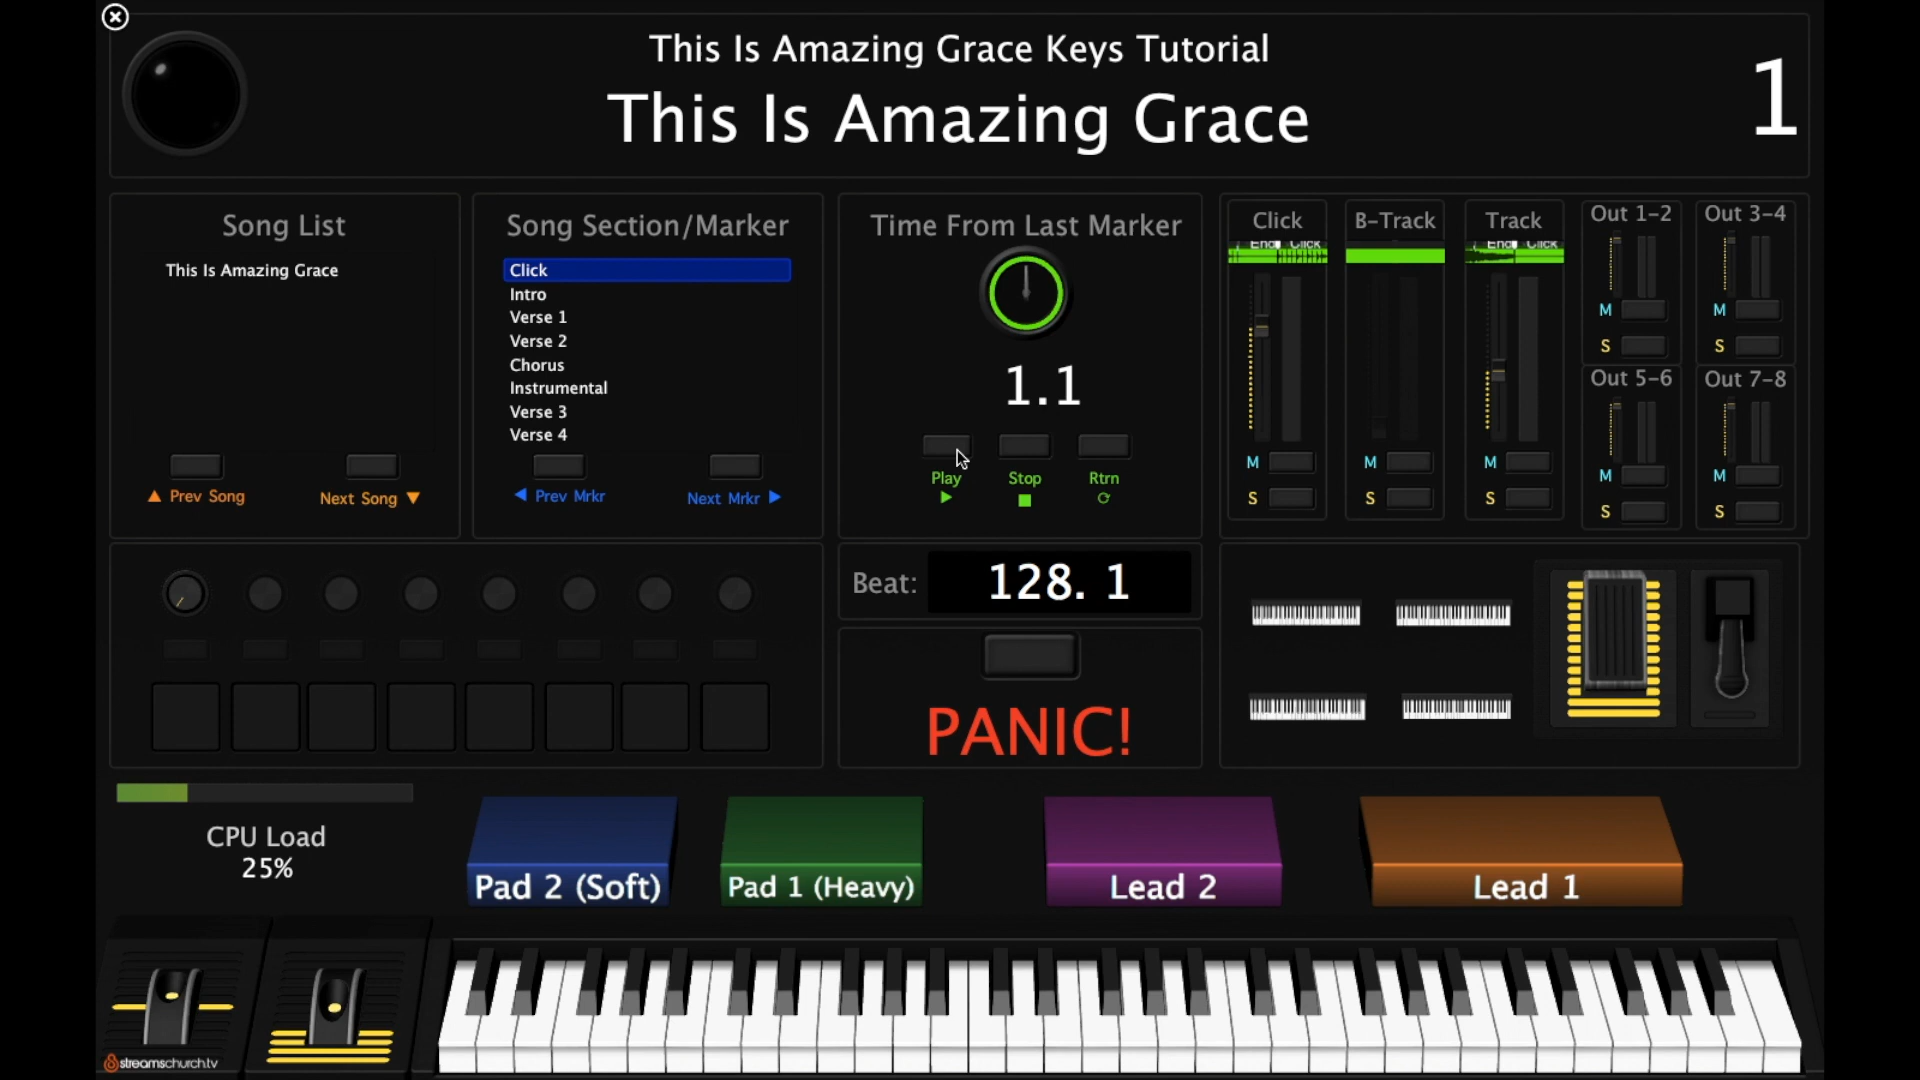 This Is Amazing Grace Keys Tutorial
This Is Amazing Grace
1
Song List
This Is Amazing Grace
▲ Prev Song
Next Song ▼
Song Section/Marker
Click
Intro
Verse 1
Verse 2
Chorus
Instrumental
Verse 3
Verse 4
◀ Prev Mrkr
Next Mrkr ▶
Time From Last Marker
1.1
Play
Stop
Rtrn
Click
End Click
M
S
B-Track
M
S
Track
End Click
M
S
Out 1-2
M
S
Out 3-4
M
S
Out 5-6
M
S
Out 7-8
M
S
Beat: 128. 1
PANIC!
CPU Load
25%
Pad 2 (Soft)
Pad 1 (Heavy)
Lead 2
Lead 1
streamschurch.tv